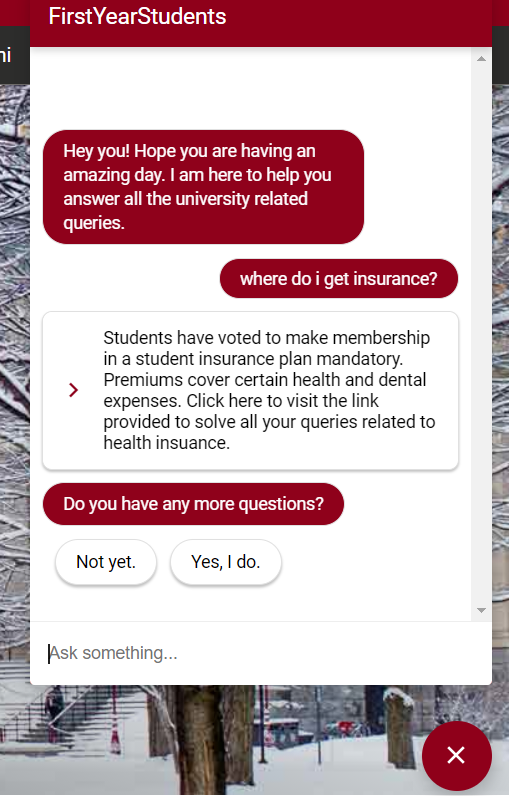 FirstYearStudents
ni
Hey you! Hope you are having an
amazing day. I am here to help you
answer all the university related
queries.
where do i get insurance?
Students have voted to make membership
in a student insurance plan mandatory.
Premiums cover certain health and dental
expenses. Click here to visit the link
provided to solve all your queries related to
health insuance.
Do you have any more questions?
Not yet.
Yes, I do.
Ask something...